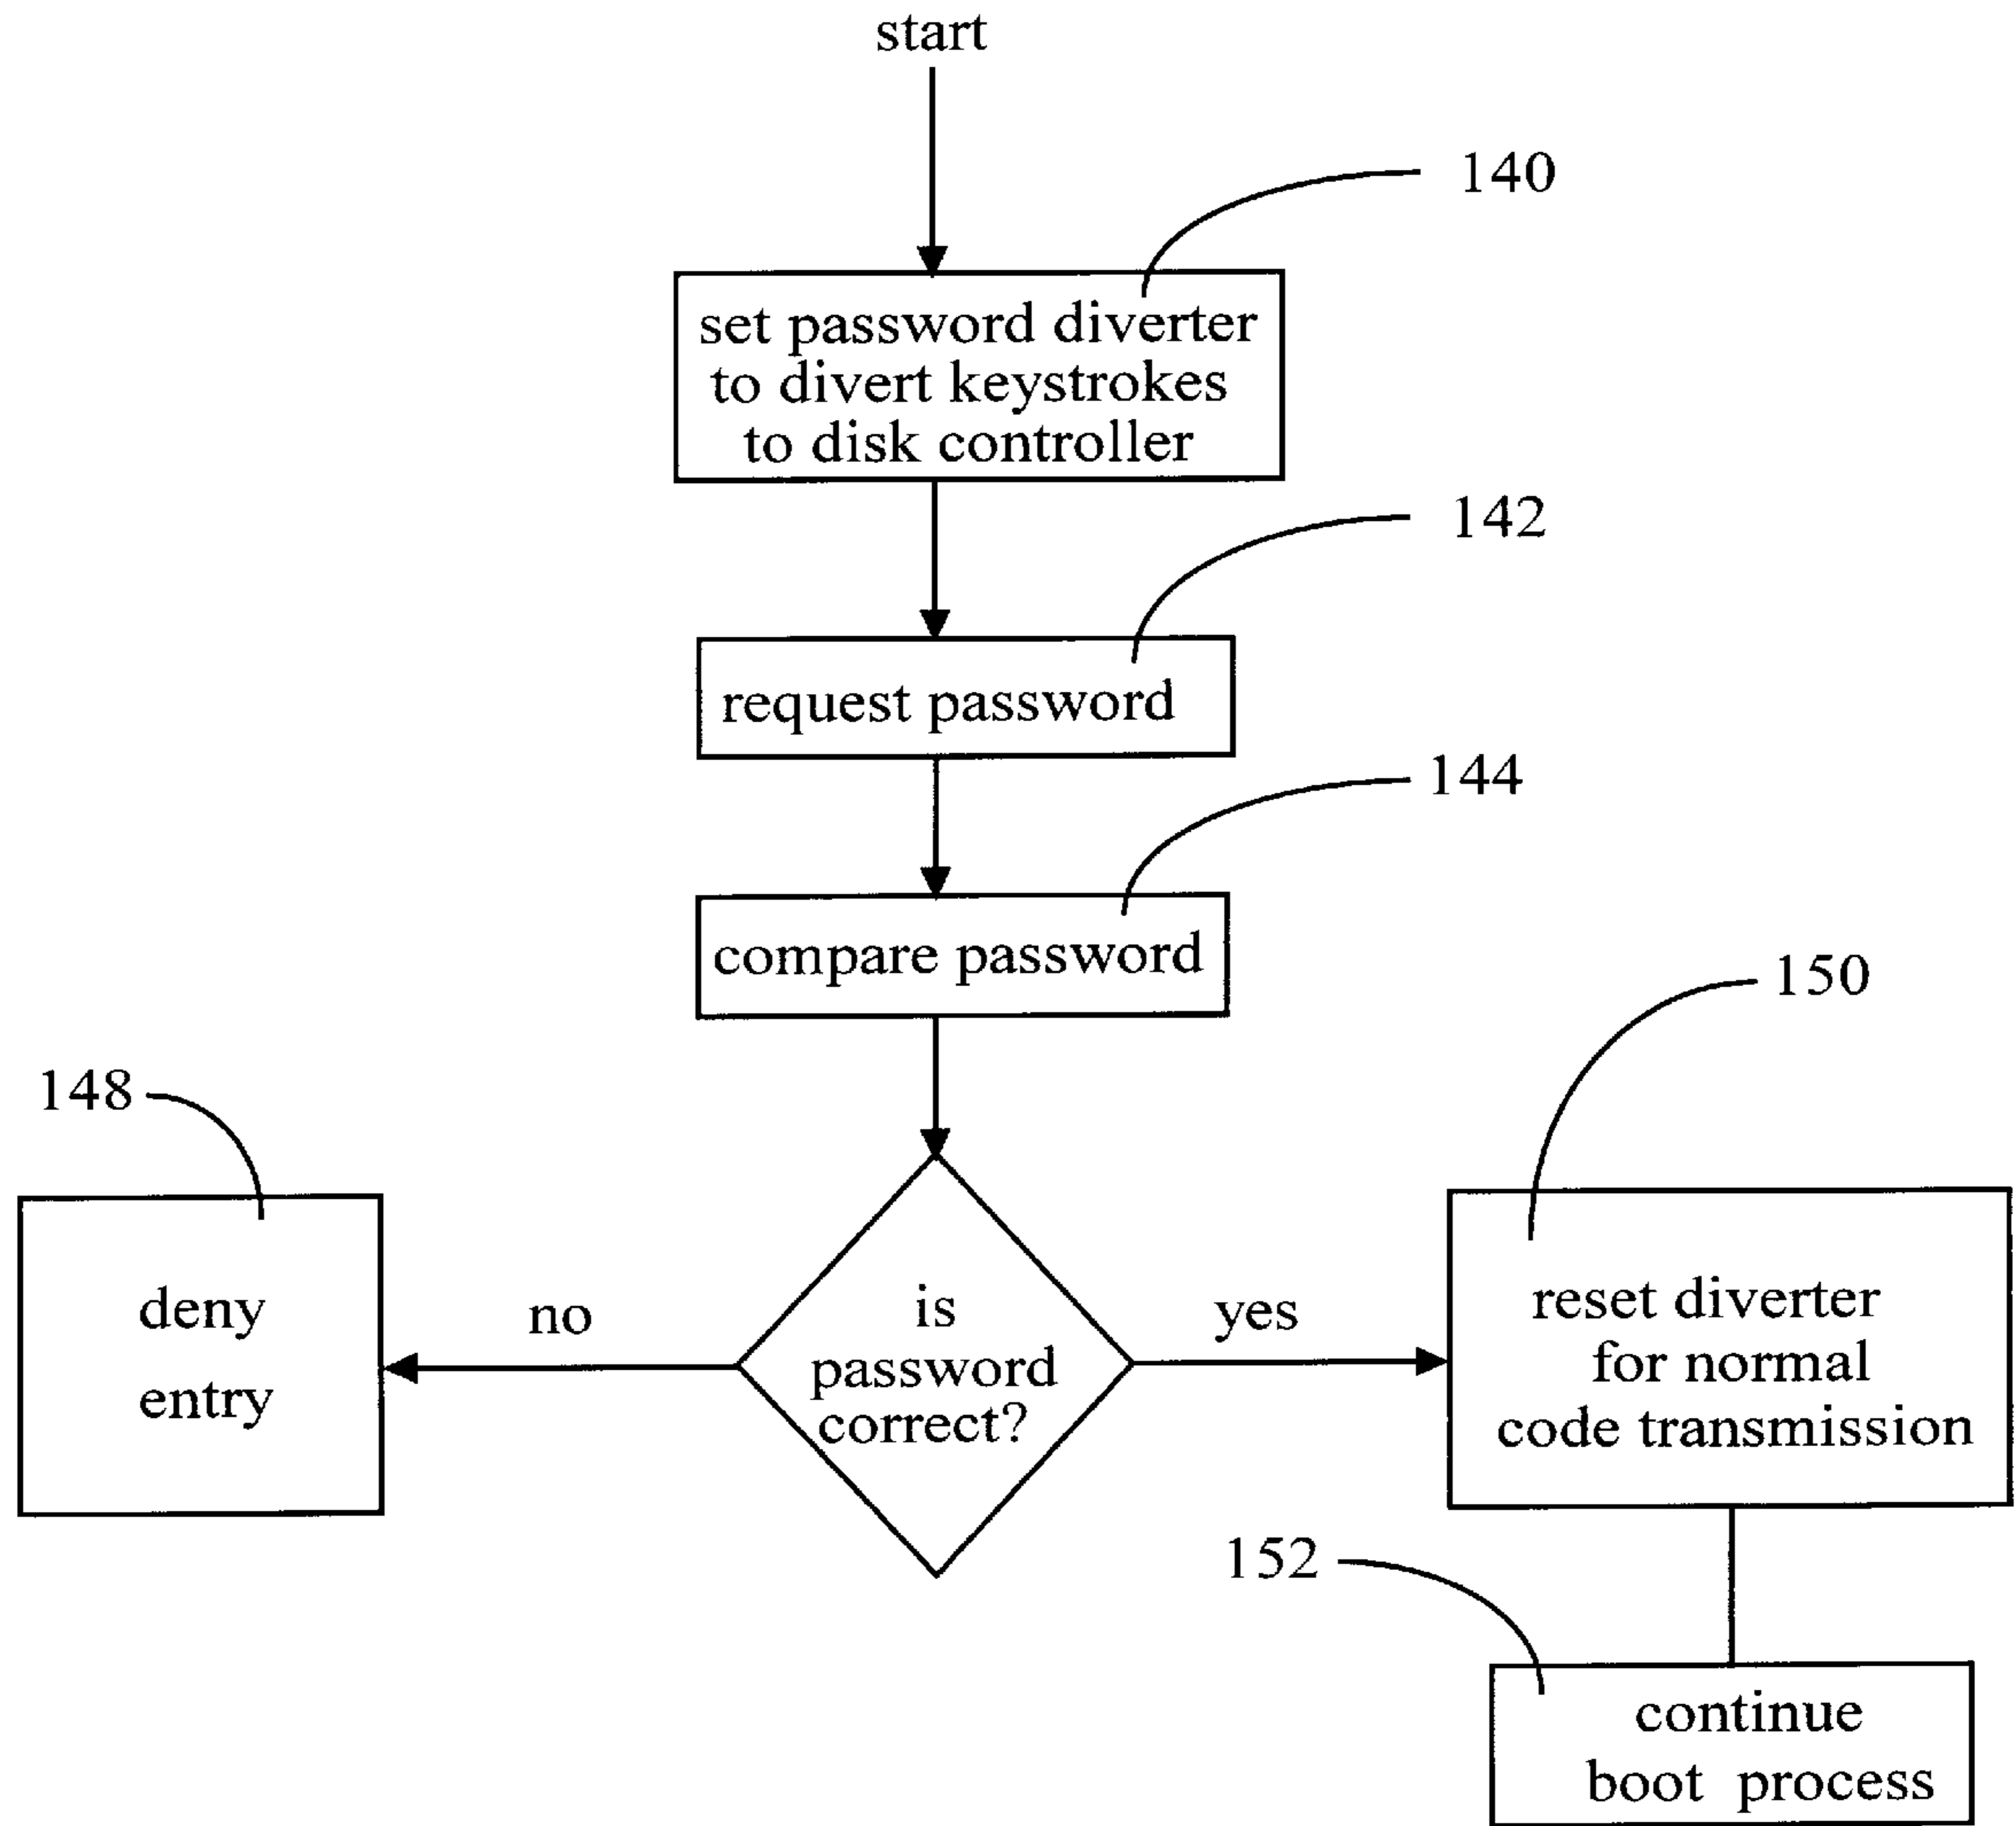 start
140
set password diverter
to divert keystrokes
to disk controller
142
request password
144
compare password
150
148
is
password
correct?
no
yes
deny
entry
reset diverter
for normal
code transmission
152
continue
boot process